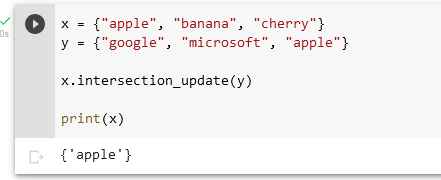 x = {"apple", "banana", "cherry"}
y = {"google", "microsoft", "apple"}
x.intersection_update(y)
print(x)
{'apple'}